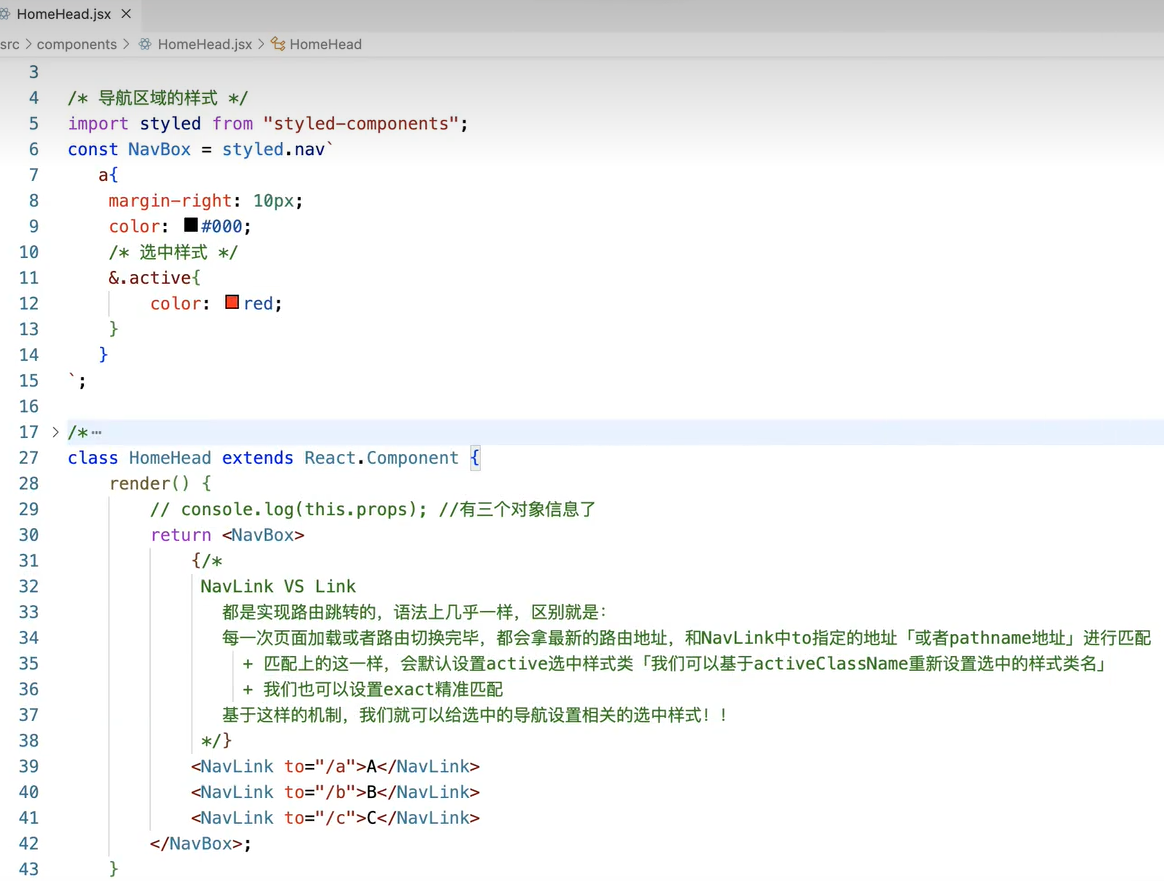 HomeHead.jsx ×
src > components > HomeHead.jsx > HomeHead
3
4 /* 导航区域的样式 */
5 import styled from "styled-components";
6 const NavBox = styled.nav`
7 a{
8 margin-right: 10px;
9 color: #000;
10 /* 选中样式 */
11 &.active{
12 color: red;
13 }
14 }
15 `;
16
17 > /*⋯
27 class HomeHead extends React.Component {
28 render() {
29 // console.log(this.props); //有三个对象信息了
30 return <NavBox>
31 {/*
32 NavLink VS Link
33 都是实现路由跳转的，语法上几乎一样，区别就是：
34 每一次页面加载或者路由切换完毕，都会拿最新的路由地址，和NavLink中to指定的地址「或者pathname地址」进行匹配
35 + 匹配上的这一样，会默认设置active选中样式类「我们可以基于activeClassName重新设置选中的样式类名」
36 + 我们也可以设置exact精准匹配
37 基于这样的机制，我们就可以给选中的导航设置相关的选中样式！！
38 */}
39 <NavLink to="/a">A</NavLink>
40 <NavLink to="/b">B</NavLink>
41 <NavLink to="/c">C</NavLink>
42 </NavBox>;
43 }